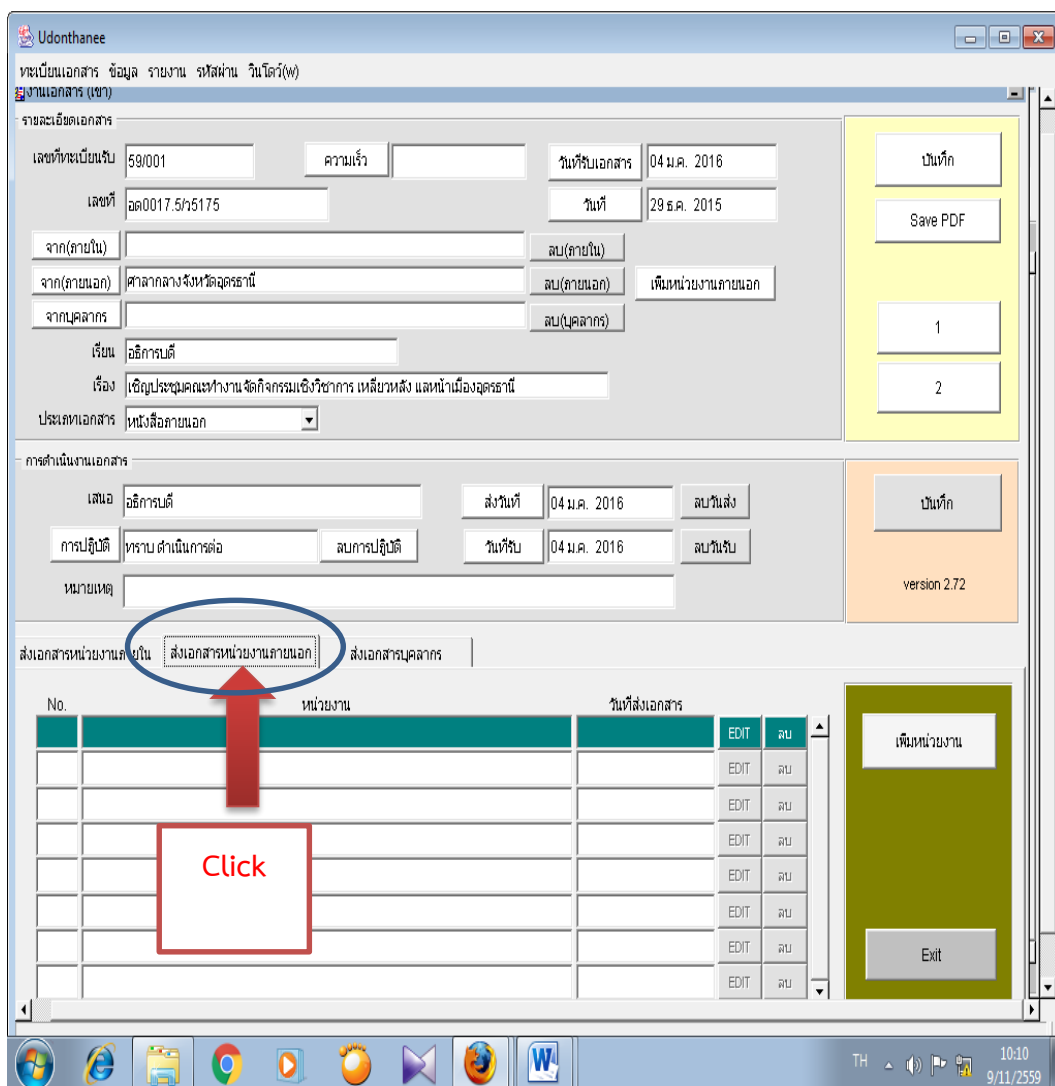 Udonthanee
ทะเบียนเอกสาร ข้อมูล รายงาน รหัสผ่าน วินโดว์(w)
งานเอกสาร (เข้า)
รายละเอียดเอกสาร
เลขที่ทะเบียนรับ 59/001 ความเร็ว วันที่รับเอกสาร 04 ม.ค. 2016 บันทึก
เลขที่ อด0017.5/ว5175 วันที่ 29 ธ.ค. 2015 Save PDF
จาก(ภายใน) ลบ(ภายใน)
จาก(ภายนอก) ศาลากลางจังหวัดอุดรธานี ลบ(ภายนอก) เพิ่มหน่วยงานภายนอก
จากบุคลากร ลบ(บุคลากร) 1
เรียน อธิการบดี
เรื่อง เชิญประชุมคณะทำงานจัดกิจกรรมเชิงวิชาการ เหลียวหลัง แลหน้าเมืองอุดรธานี 2
ประเภทเอกสาร หนังสือภายนอก
การดำเนินงานเอกสาร
เสนอ อธิการบดี ส่งวันที่ 04 ม.ค. 2016 ลบวันส่ง บันทึก
การปฏิบัติ ทราบ ดำเนินการต่อ ลบการปฏิบัติ วันที่รับ 04 ม.ค. 2016 ลบวันรับ
หมายเหตุ version 2.72
ส่งเอกสารหน่วยงานภายใน ส่งเอกสารหน่วยงานภายนอก ส่งเอกสารบุคลากร
No. หน่วยงาน วันที่ส่งเอกสาร
EDIT ลบ เพิ่มหน่วยงาน
EDIT ลบ
EDIT ลบ
EDIT ลบ
Click EDIT ลบ
EDIT ลบ
EDIT ลบ Exit
EDIT ลบ
TH 10:10
9/11/2559